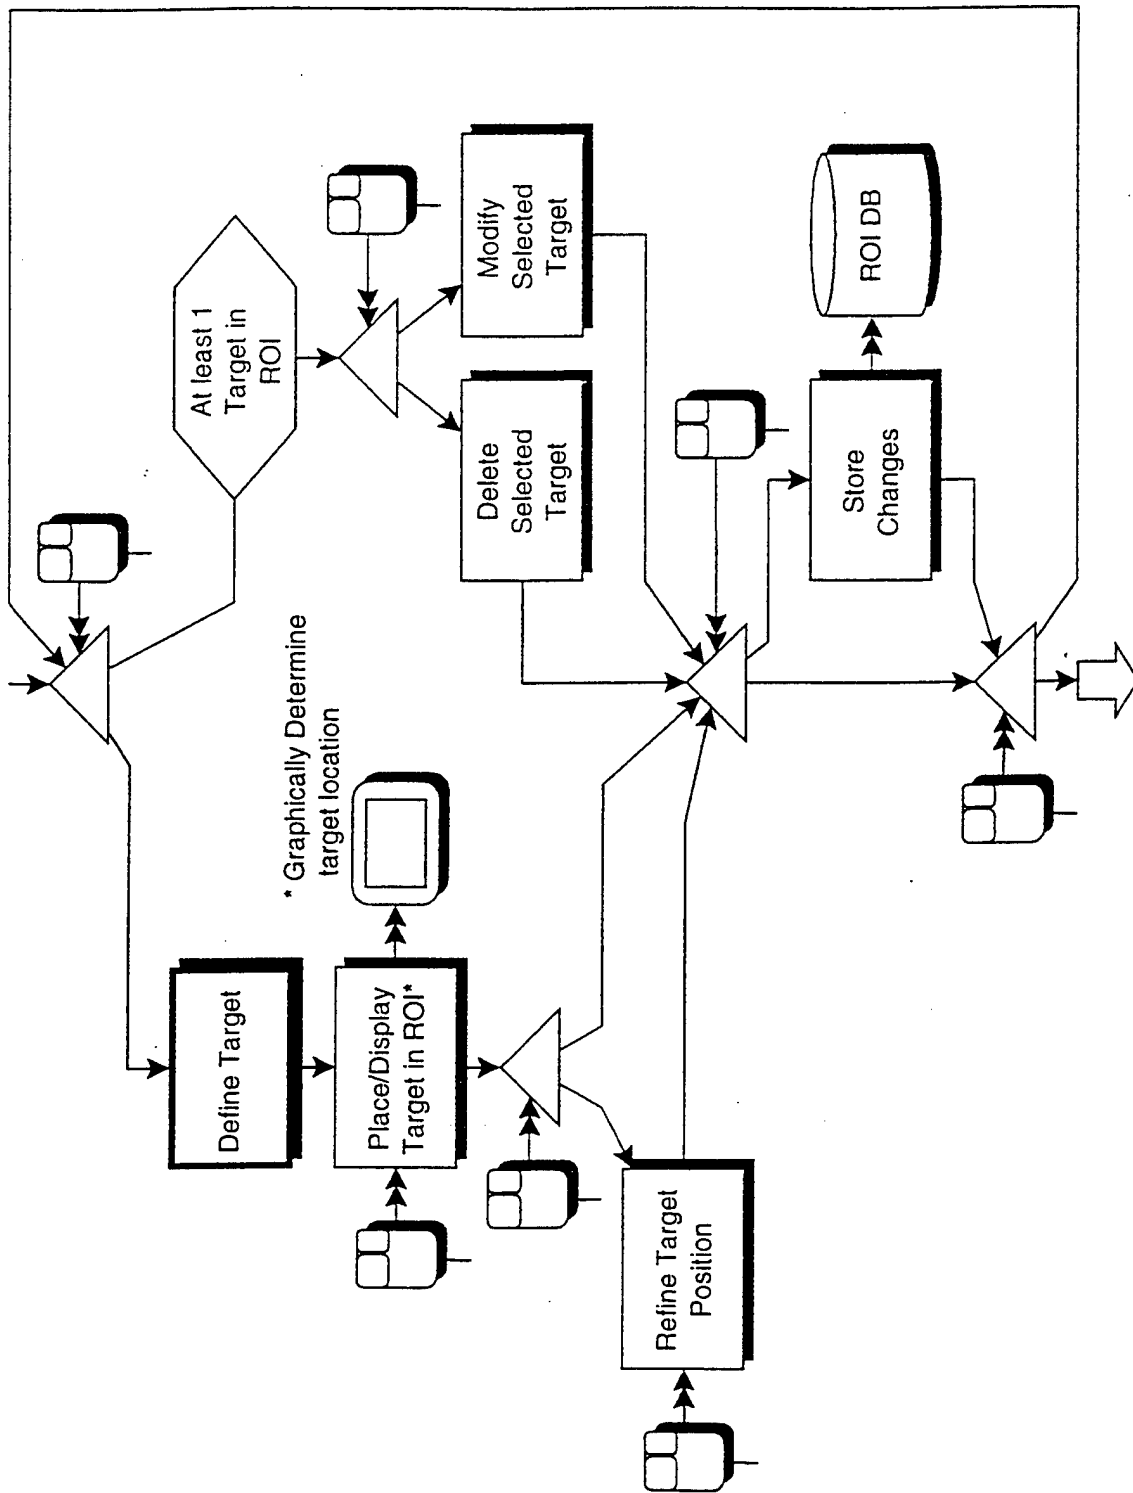 Define Target
Place/Display
Target in ROI*
* Graphically Determine
target location
Refine Target
Position
At least 1
Target in
ROI
Delete
Selected
Target
Modify
Selected
Target
Store
Changes
ROI DB